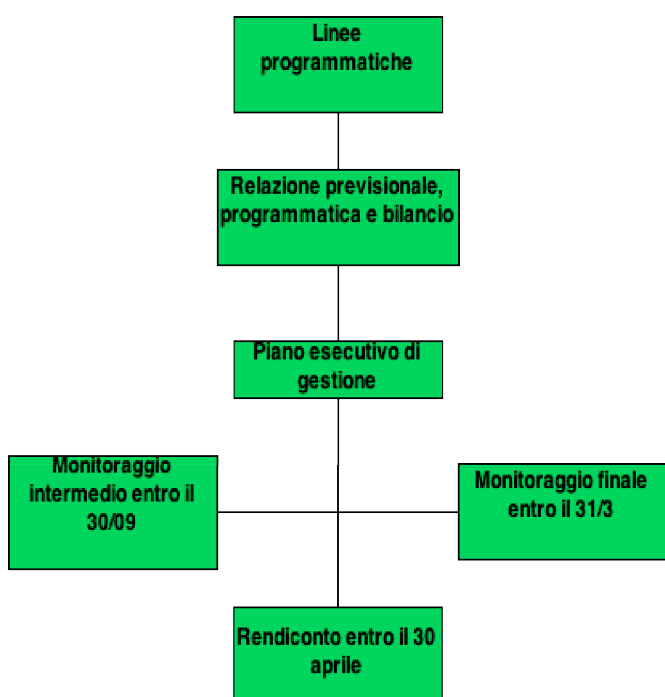 Linee
programmatiche
Relazione previsionale,
programmatica e bilancio
Piano esecutivo di
gestione
Monitoraggio
intermedio entro il
30/09
Monitoraggio finale
entro il 31/3
Rendiconto entro il 30
aprile